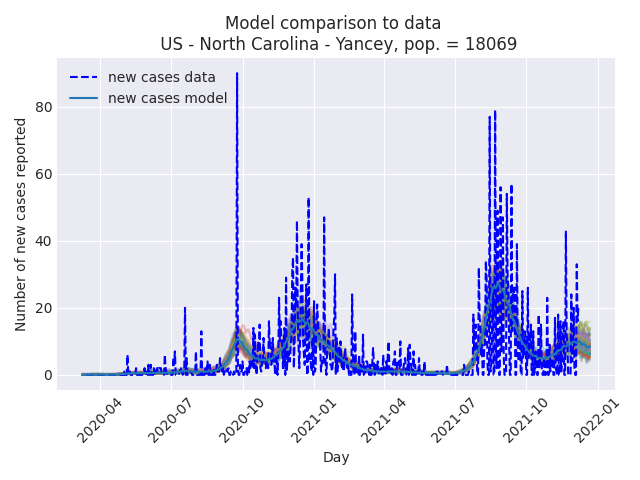 Model comparison to data
US - North Carolina - Yancey, pop. = 18069
new cases data
new cases model
Number of new cases reported
80
60
40
20
0
2020-04
2020-07
2020-10
2021-01
2021-04
2021-07
2021-10
2022-01
Day